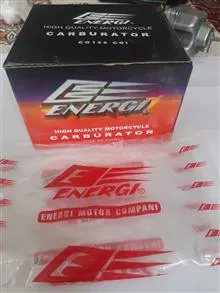 HIGH QUALITY MOTORCYCLE
CARBURATOR
CG125 CDI
ENERGI
HIGH QUALITY MOTORCYCLE
CARBURATOR
ENERGI®
ENERGI MOTOR COMPANI